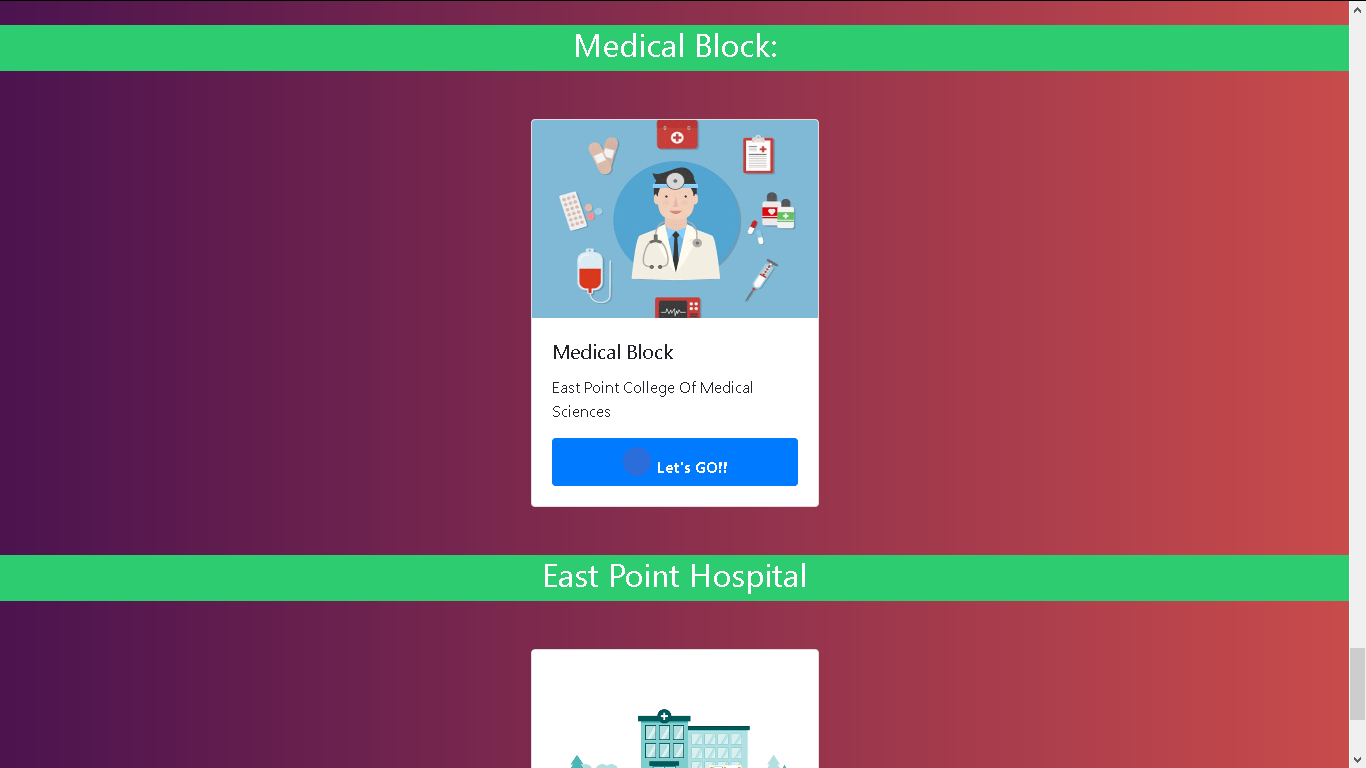 Medical Block:
Medical Block
East Point College Of Medical
Sciences
Let's GO!!
East Point Hospital